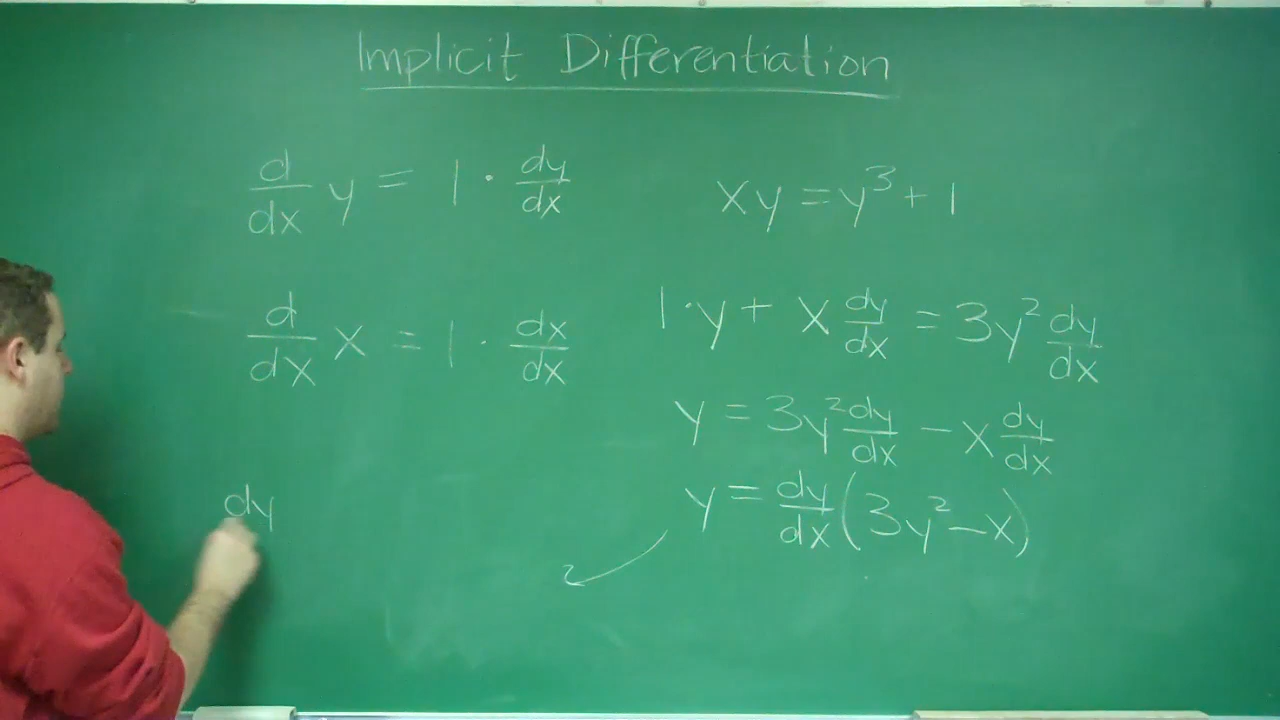 Implicit Differentiation
d/dx y = 1 · dy/dx
xy = y³ + 1
d/dx x = 1 · dx/dx
1·y + x dy/dx = 3y² dy/dx
y = 3y² dy/dx − x dy/dx
y = dy/dx (3y² − x)
dy